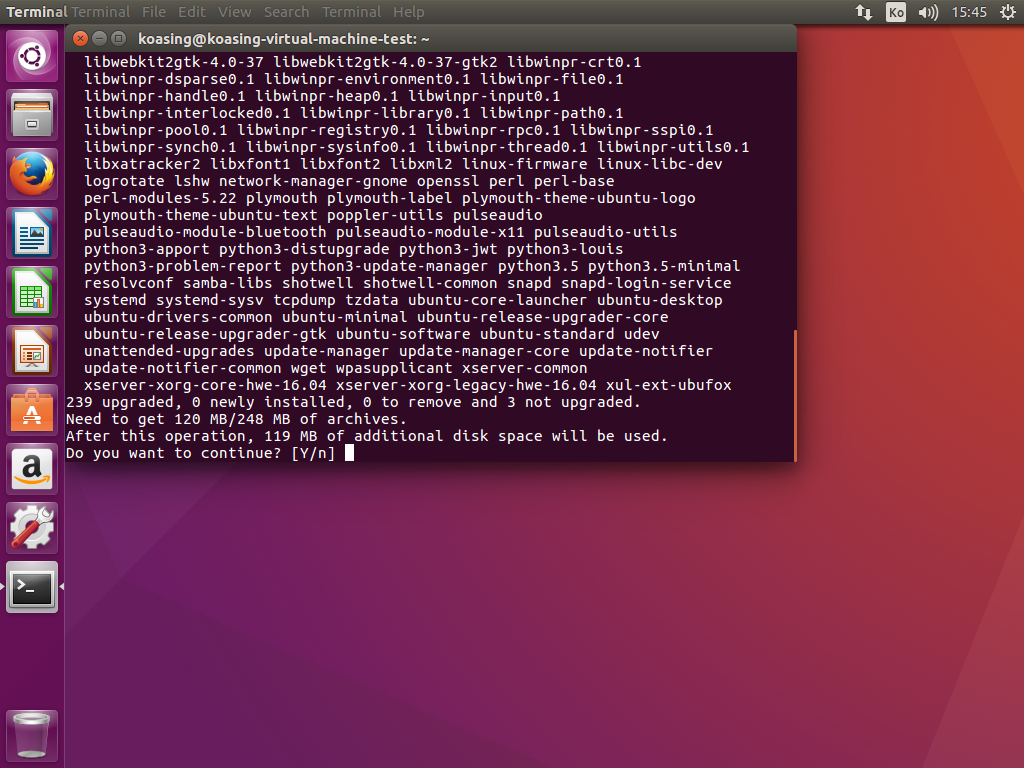 Terminal Terminal File Edit View Search Terminal Help Ko 15:45
koasing@koasing-virtual-machine-test: ~
libwebkit2gtk-4.0-37 libwebkit2gtk-4.0-37-gtk2 libwinpr-crt0.1
libwinpr-dsparse0.1 libwinpr-environment0.1 libwinpr-file0.1
libwinpr-handle0.1 libwinpr-heap0.1 libwinpr-input0.1
libwinpr-interlocked0.1 libwinpr-library0.1 libwinpr-path0.1
libwinpr-pool0.1 libwinpr-registry0.1 libwinpr-rpc0.1 libwinpr-sspi0.1
libwinpr-synch0.1 libwinpr-sysinfo0.1 libwinpr-thread0.1 libwinpr-utils0.1
libxatracker2 libxfont1 libxfont2 libxml2 linux-firmware linux-libc-dev
logrotate lshw network-manager-gnome openssl perl perl-base
perl-modules-5.22 plymouth plymouth-label plymouth-theme-ubuntu-logo
plymouth-theme-ubuntu-text poppler-utils pulseaudio
pulseaudio-module-bluetooth pulseaudio-module-x11 pulseaudio-utils
python3-apport python3-distupgrade python3-jwt python3-louis
python3-problem-report python3-update-manager python3.5 python3.5-minimal
resolvconf samba-libs shotwell shotwell-common snapd snapd-login-service
systemd systemd-sysv tcpdump tzdata ubuntu-core-launcher ubuntu-desktop
ubuntu-drivers-common ubuntu-minimal ubuntu-release-upgrader-core
ubuntu-release-upgrader-gtk ubuntu-software ubuntu-standard udev
unattended-upgrades update-manager update-manager-core update-notifier
update-notifier-common wget wpasupplicant xserver-common
xserver-xorg-core-hwe-16.04 xserver-xorg-legacy-hwe-16.04 xul-ext-ubufox
239 upgraded, 0 newly installed, 0 to remove and 3 not upgraded.
Need to get 120 MB/248 MB of archives.
After this operation, 119 MB of additional disk space will be used.
Do you want to continue? [Y/n]